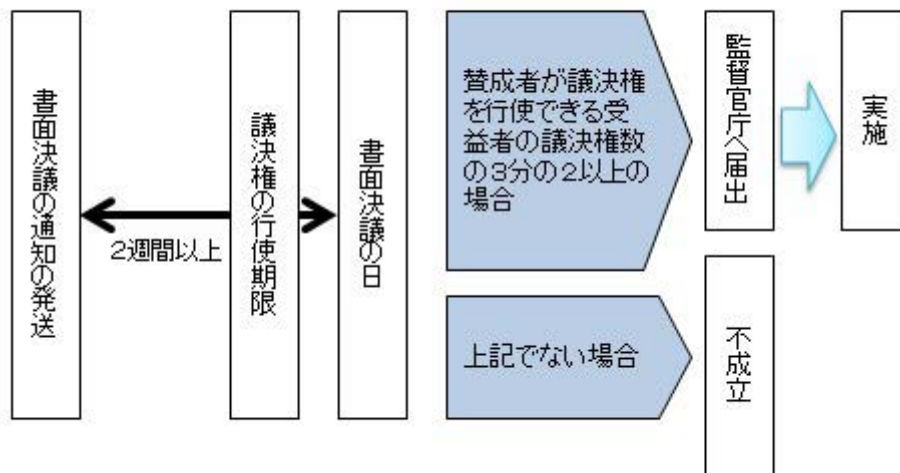 書面決議の通知の発送
2週間以上
議決権の行使期限
書面決議の日
賛成者が議決権
を行使できる受
益者の議決権数
の3分の2以上の
場合
監督官庁へ届出
実施
上記でない場合
不成立